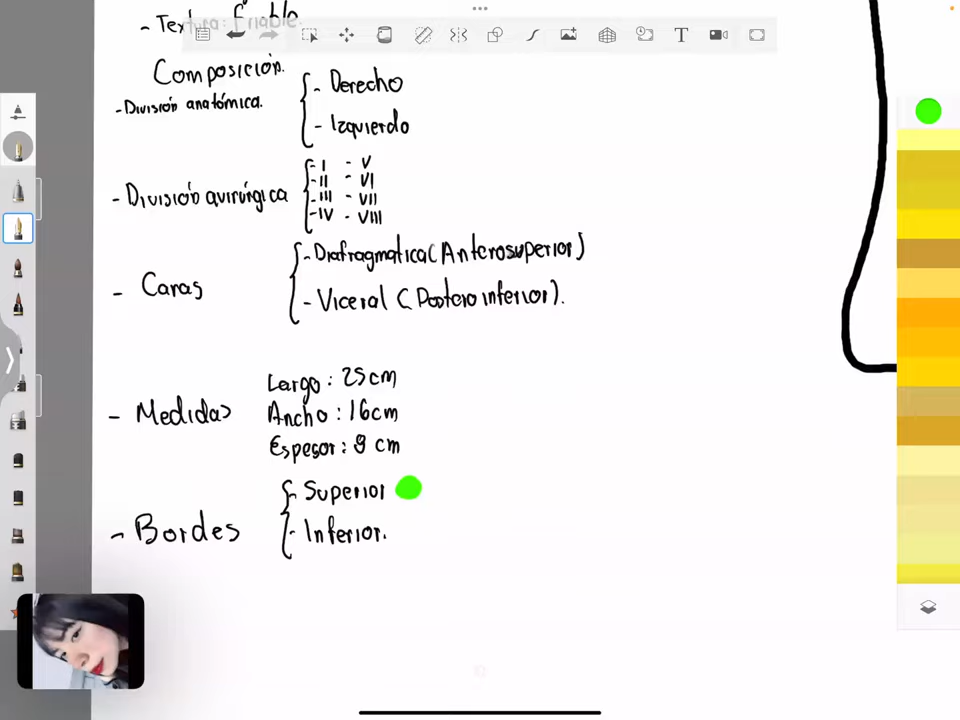 - Textura: Friable.
Composición.
- División anatómica.
- Derecho
- Izquierdo
- División quirúrgica
- I - V
- II - VI
- III - VII
- IV - VIII
- Caras
- Diafragmatica (Anterosuperior)
- Viceral (Postero inferior).
- Medidas
Largo: 25cm
Ancho: 16cm
Espesor: 9 cm
- Bordes
- Superior
- Inferior.
T